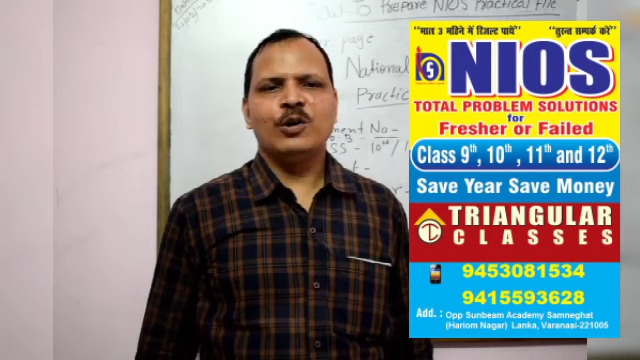 W-O Prepare NIOS Practical File
page
National
Practic
No-
10th/1
"मात्र 3 महिने में रिजल्ट पायें" "तुरन्त सम्पर्क करें"
NIOS
TOTAL PROBLEM SOLUTIONS
for
Fresher or Failed
Class 9th, 10th , 11th and 12th
Save Year Save Money
TRIANGULAR
CLASSES
9453081534
9415593628
Add. : Opp Sunbeam Academy Samneghat
(Hariom Nagar) Lanka, Varanasi-221005